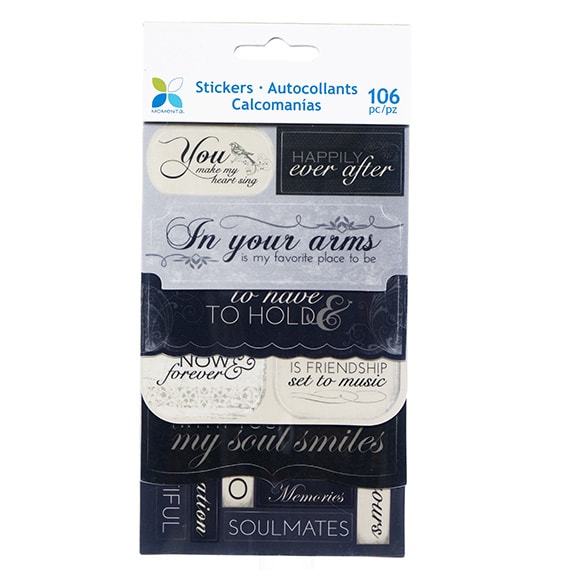 Stickers • Autocollants
Calcomanías
106
pc/pz
MOMENTA
You
make my
heart sing
HAPPILY
ever after
In your arms
is my favorite place to be
to have
TO HOLD &
NOW &
forever
IS FRIENDSHIP
set to music
my soul smiles
Memories
SOULMATES
O
ours